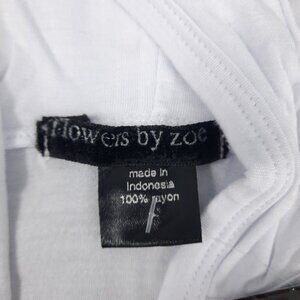 flowers by zoe
made in
Indonesia
100% rayon